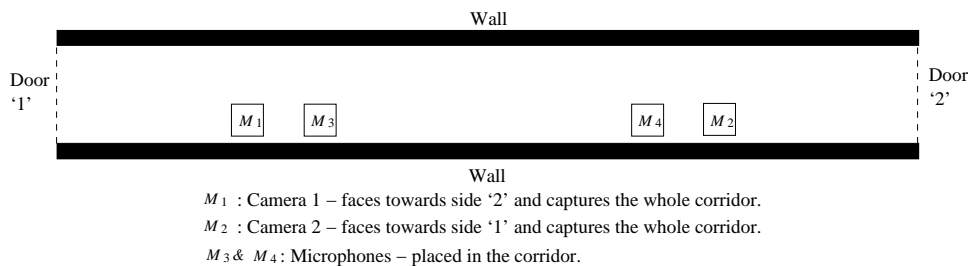 Wall
Door
‘1’
Door
‘2’
M1 M3 M4 M2
Wall
M1 : Camera 1 – faces towards side ‘2’ and captures the whole corridor.
M2 : Camera 2 – faces towards side ‘1’ and captures the whole corridor.
M3 & M4 : Microphones – placed in the corridor.